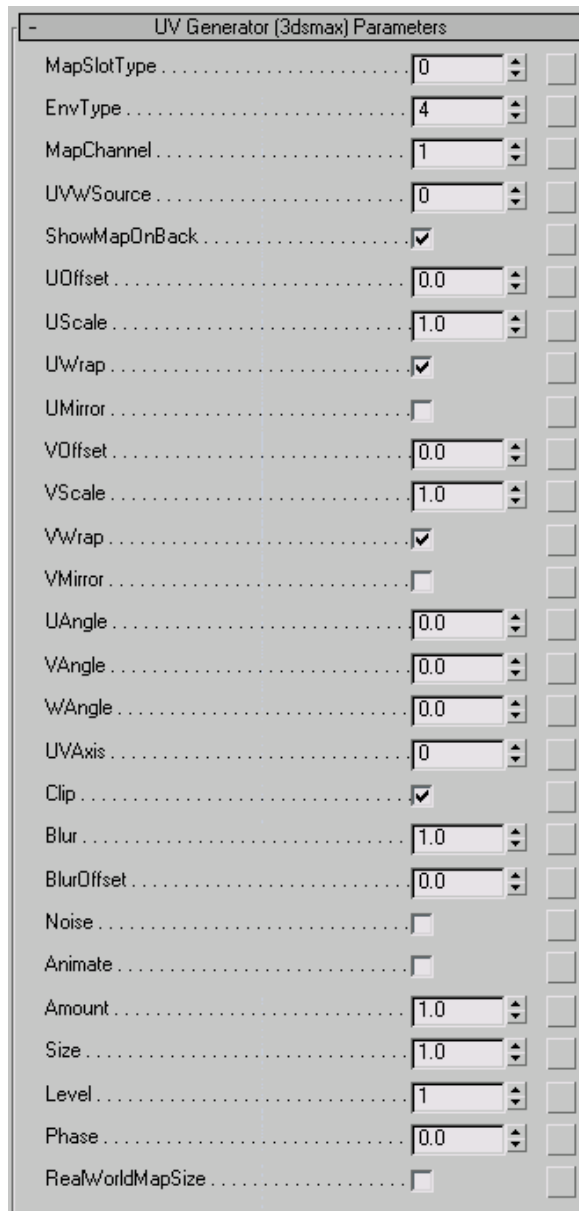 - UV Generator (3dsmax) Parameters
MapSlotType 0
EnvType 4
MapChannel 1
UVWSource 0
ShowMapOnBack
UOffset 0.0
UScale 1.0
UWrap
UMirror
VOffset 0.0
VScale 1.0
VWrap
VMirror
UAngle 0.0
VAngle 0.0
WAngle 0.0
UVAxis 0
Clip
Blur 1.0
BlurOffset 0.0
Noise
Animate
Amount 1.0
Size 1.0
Level 1
Phase 0.0
RealWorldMapSize